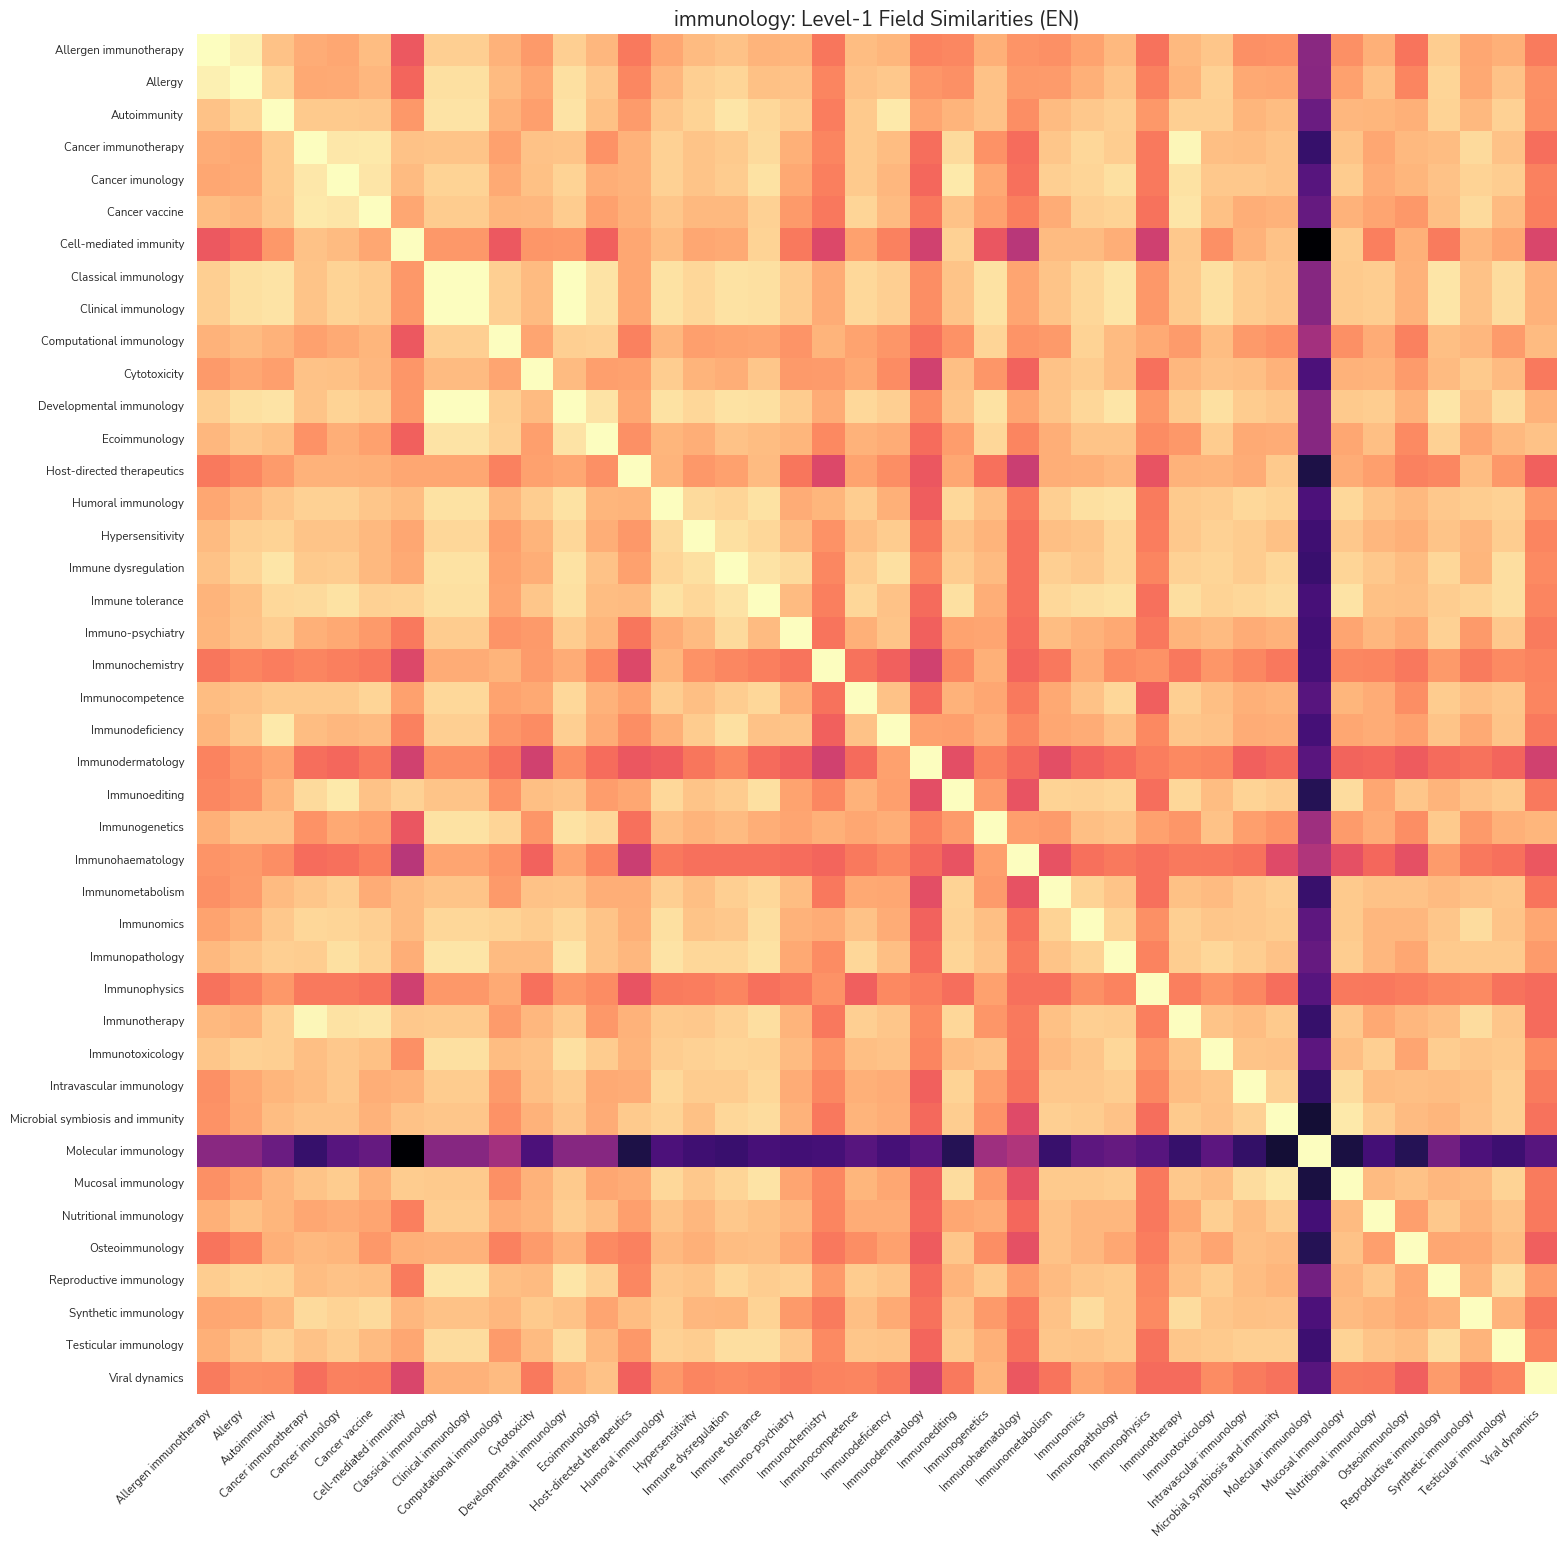 immunology: Level-1 Field Similarities (EN)
Allergen immunotherapy
Allergy
Autoimmunity
Cancer immunotherapy
Cancer imunology
Cancer vaccine
Cell-mediated immunity
Classical immunology
Clinical immunology
Computational immunology
Cytotoxicity
Developmental immunology
Ecoimmunology
Host-directed therapeutics
Humoral immunology
Hypersensitivity
Immune dysregulation
Immune tolerance
Immuno-psychiatry
Immunochemistry
Immunocompetence
Immunodeficiency
Immunodermatology
Immunoediting
Immunogenetics
Immunohaematology
Immunometabolism
Immunomics
Immunopathology
Immunophysics
Immunotherapy
Immunotoxicology
Intravascular immunology
Microbial symbiosis and immunity
Molecular immunology
Mucosal immunology
Nutritional immunology
Osteoimmunology
Reproductive immunology
Synthetic immunology
Testicular immunology
Viral dynamics
Allergen immunotherapy
Allergy
Autoimmunity
Cancer immunotherapy
Cancer imunology
Cancer vaccine
Cell-mediated immunity
Classical immunology
Clinical immunology
Computational immunology
Cytotoxicity
Developmental immunology
Ecoimmunology
Host-directed therapeutics
Humoral immunology
Hypersensitivity
Immune dysregulation
Immune tolerance
Immuno-psychiatry
Immunochemistry
Immunocompetence
Immunodeficiency
Immunodermatology
Immunoediting
Immunogenetics
Immunohaematology
Immunometabolism
Immunomics
Immunopathology
Immunophysics
Immunotherapy
Immunotoxicology
Intravascular immunology
Microbial symbiosis and immunity
Molecular immunology
Mucosal immunology
Nutritional immunology
Osteoimmunology
Reproductive immunology
Synthetic immunology
Testicular immunology
Viral dynamics